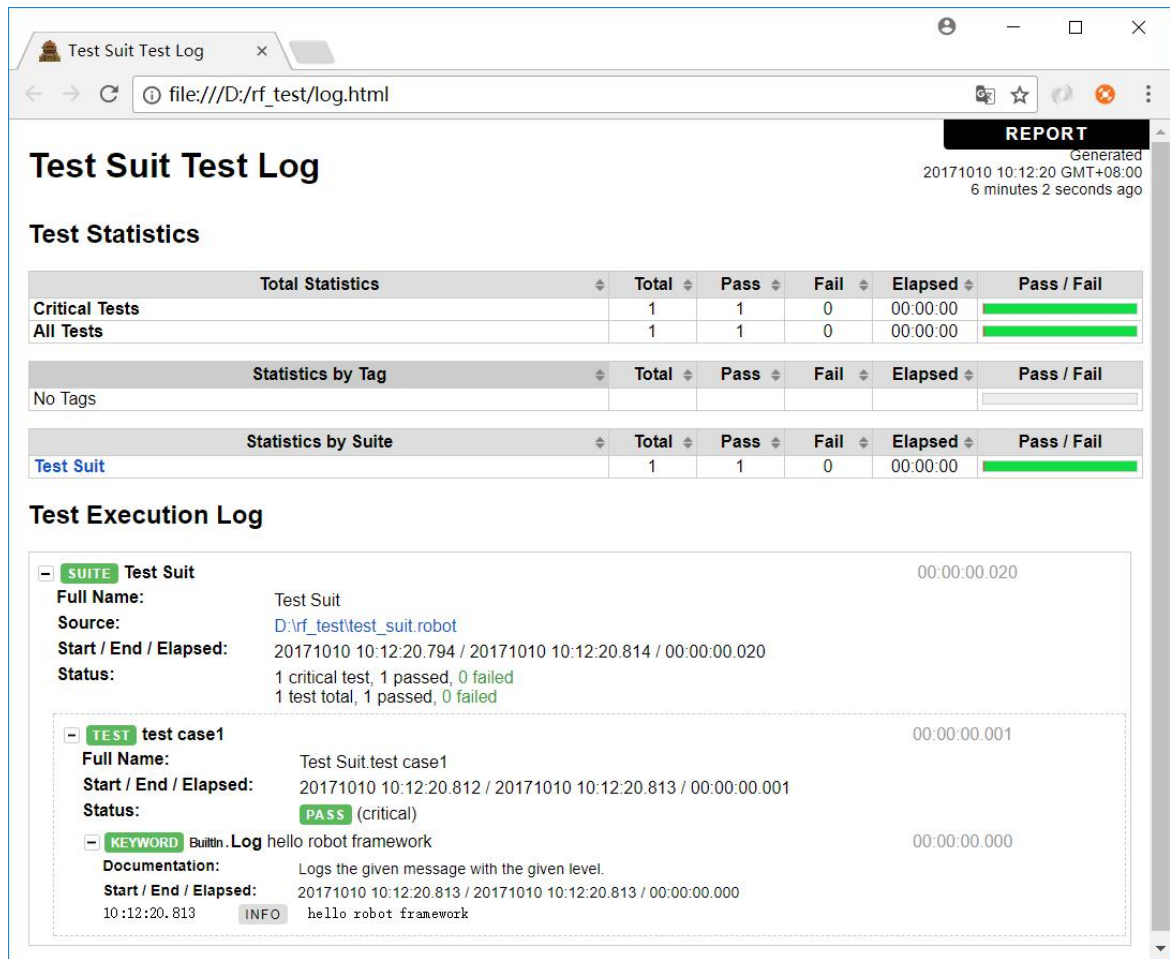 Test Suit Test Log
file:///D:/rf_test/log.html
REPORT
Test Suit Test Log
Generated
20171010 10:12:20 GMT+08:00
6 minutes 2 seconds ago
Test Statistics
Total Statistics Total Pass Fail Elapsed Pass / Fail
Critical Tests 1 1 0 00:00:00
All Tests 1 1 0 00:00:00
Statistics by Tag Total Pass Fail Elapsed Pass / Fail
No Tags
Statistics by Suite Total Pass Fail Elapsed Pass / Fail
Test Suit 1 1 0 00:00:00
Test Execution Log
SUITE Test Suit 00:00:00.020
Full Name: Test Suit
Source: D:\rf_test\test_suit.robot
Start / End / Elapsed: 20171010 10:12:20.794 / 20171010 10:12:20.814 / 00:00:00.020
Status: 1 critical test, 1 passed, 0 failed
1 test total, 1 passed, 0 failed
TEST test case1 00:00:00.001
Full Name: Test Suit.test case1
Start / End / Elapsed: 20171010 10:12:20.812 / 20171010 10:12:20.813 / 00:00:00.001
Status: PASS (critical)
KEYWORD BuiltIn.Log hello robot framework 00:00:00.000
Documentation: Logs the given message with the given level.
Start / End / Elapsed: 20171010 10:12:20.813 / 20171010 10:12:20.813 / 00:00:00.000
10:12:20.813 INFO hello robot framework